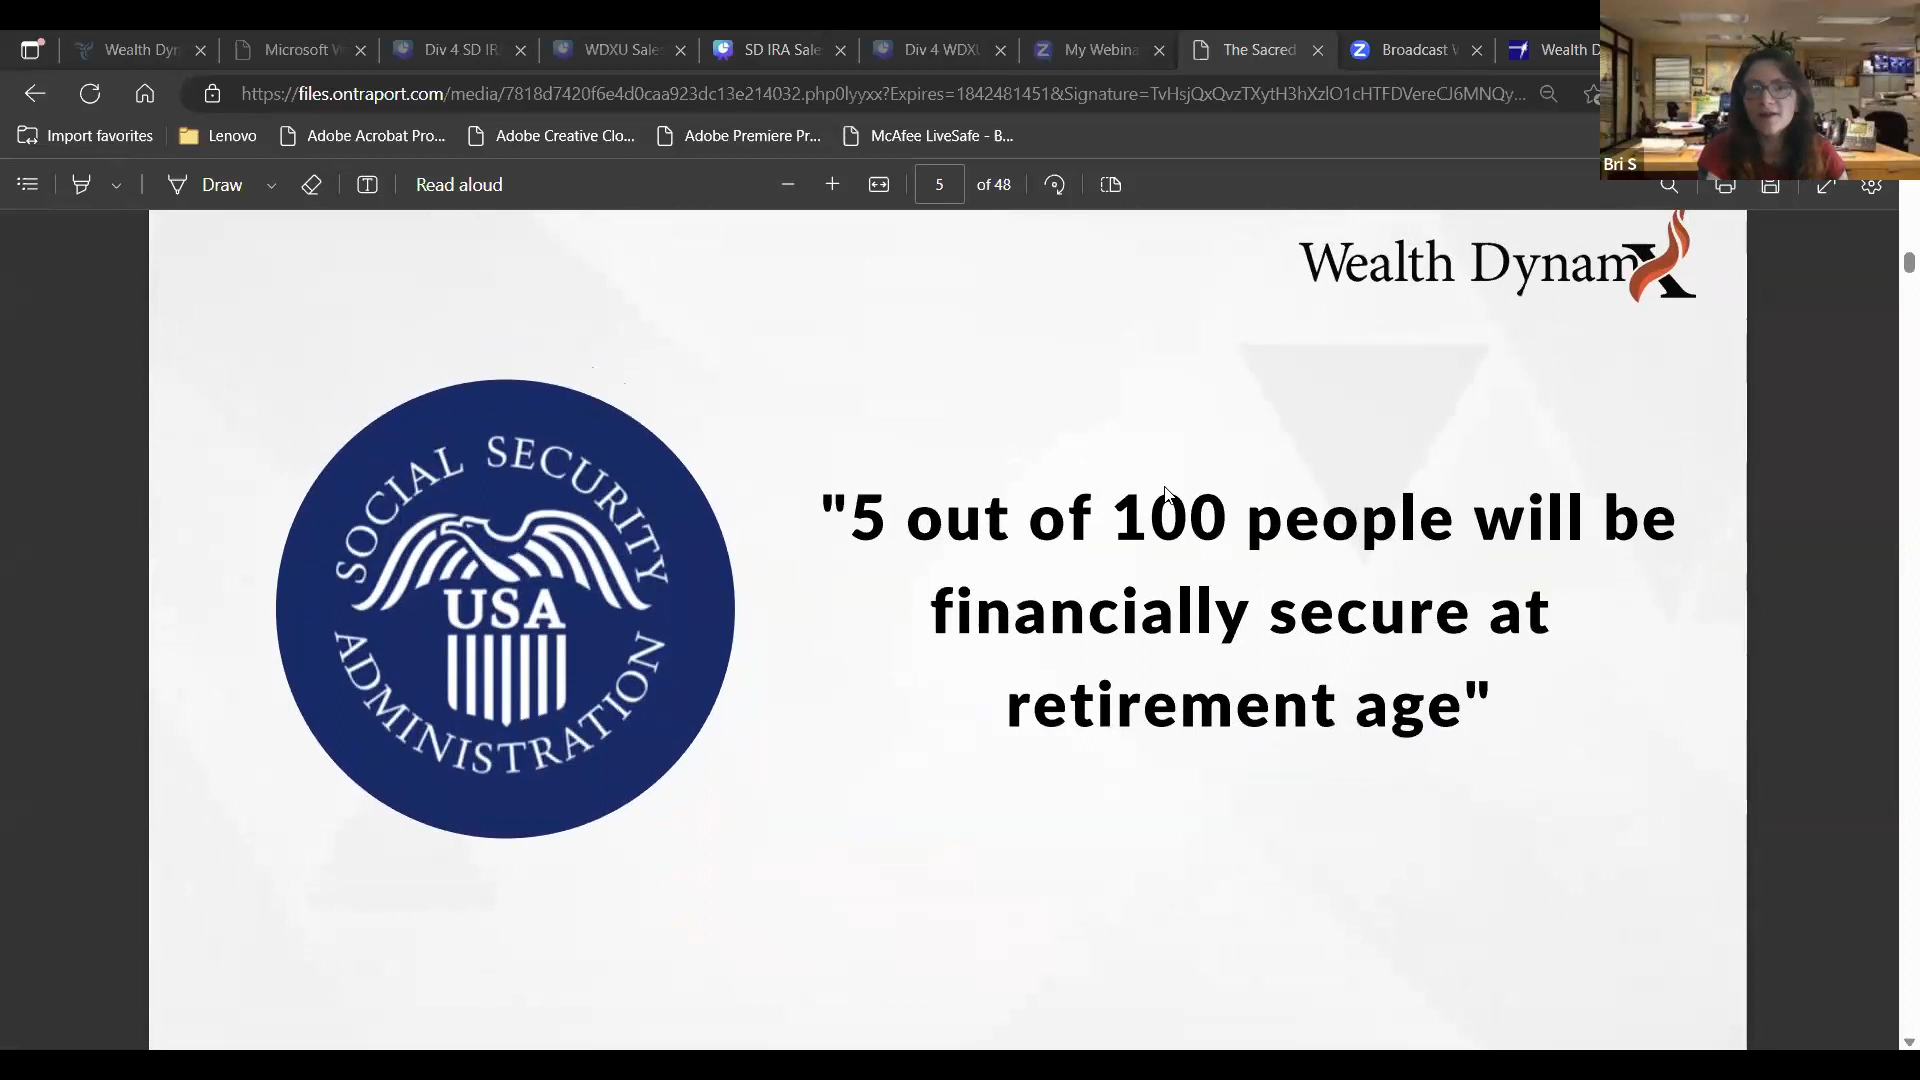 Wealth Dyn
Microsoft V
Div 4 SD IR
WDXU Sales
SD IRA Sale
Div 4 WDXU
My Webina
The Sacred
Broadcast
Wealth D
https://files.ontraport.com/media/7818d7420f6e4d0caa923dc13e214032.php0lyyxx?Expires=1842481451&Signature=TvHsjQxQvzTXytH3hXzlO1cHTFDVereCJ6MNQy...
Import favorites
Lenovo
Adobe Acrobat Pro...
Adobe Creative Clo...
Adobe Premiere Pr...
McAfee LiveSafe - B...
Bri S
Draw
Read aloud
5
of 48
Wealth DynamX
SOCIAL SECURITY
USA
ADMINISTRATION
"5 out of 100 people will be
financially secure at
retirement age"